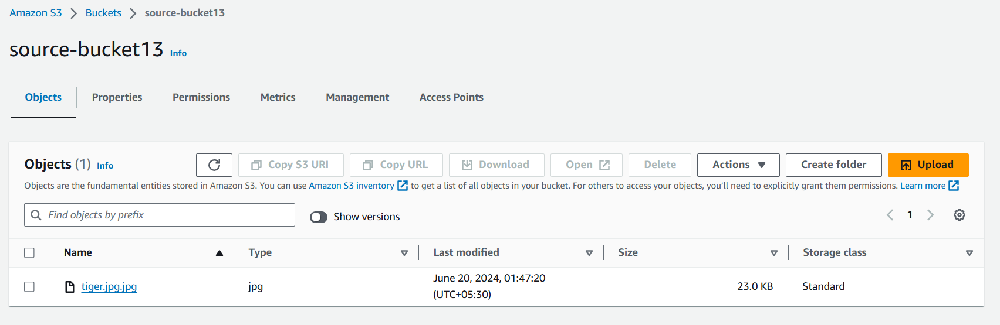 Amazon S3 > Buckets > source-bucket13
source-bucket13 Info
Objects Properties Permissions Metrics Management Access Points
Objects (1) Info Copy S3 URI Copy URL Download Open Delete Actions Create folder Upload
Objects are the fundamental entities stored in Amazon S3. You can use Amazon S3 inventory to get a list of all objects in your bucket. For others to access your objects, you'll need to explicitly grant them permissions. Learn more
Find objects by prefix Show versions 1
Name Type Last modified Size Storage class
tiger.jpg.jpg jpg June 20, 2024, 01:47:20 23.0 KB Standard
(UTC+05:30)